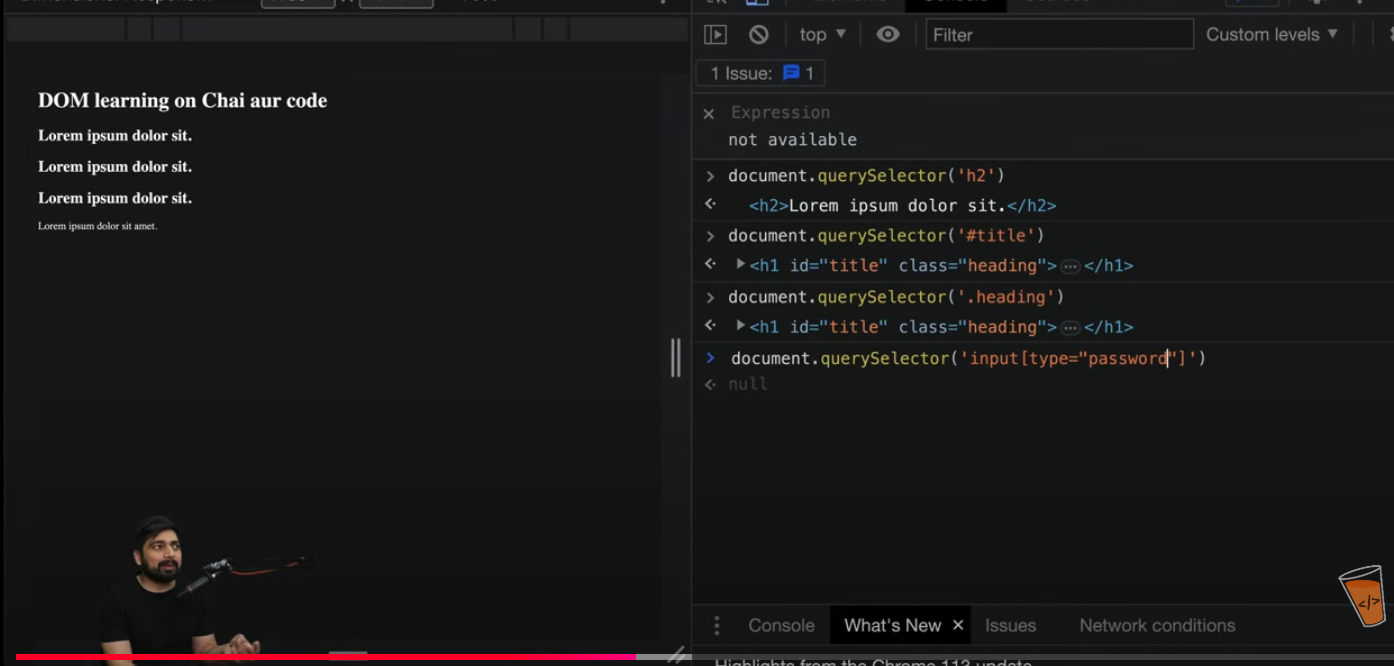 top ▼
Filter
Custom levels ▼
1 Issue: 1
Expression
not available
DOM learning on Chai aur code
Lorem ipsum dolor sit.
Lorem ipsum dolor sit.
Lorem ipsum dolor sit.
Lorem ipsum dolor sit amet.
> document.querySelector('h2')
<h2>Lorem ipsum dolor sit.</h2>
> document.querySelector('#title')
<h1 id="title" class="heading">…</h1>
> document.querySelector('.heading')
<h1 id="title" class="heading">…</h1>
> document.querySelector('input[type="password"]')
null
</>
Console What's New × Issues Network conditions
Highlights from the Chrome 113 update